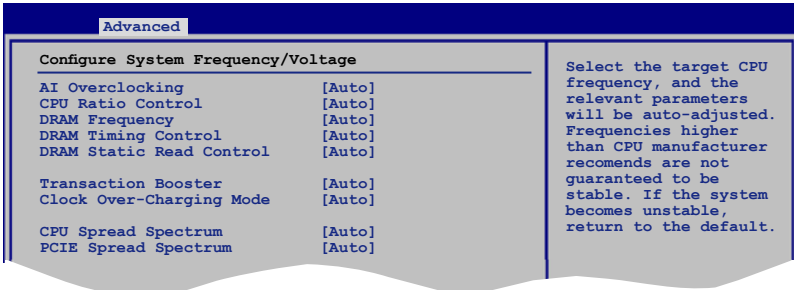 Advanced
Configure System Frequency/Voltage
AI Overclocking [Auto]
CPU Ratio Control [Auto]
DRAM Frequency [Auto]
DRAM Timing Control [Auto]
DRAM Static Read Control [Auto]
Transaction Booster [Auto]
Clock Over-Charging Mode [Auto]
CPU Spread Spectrum [Auto]
PCIE Spread Spectrum [Auto]
Select the target CPU
frequency, and the
relevant parameters
will be auto-adjusted.
Frequencies higher
than CPU manufacturer
recomends are not
guaranteed to be
stable. If the system
becomes unstable,
return to the default.